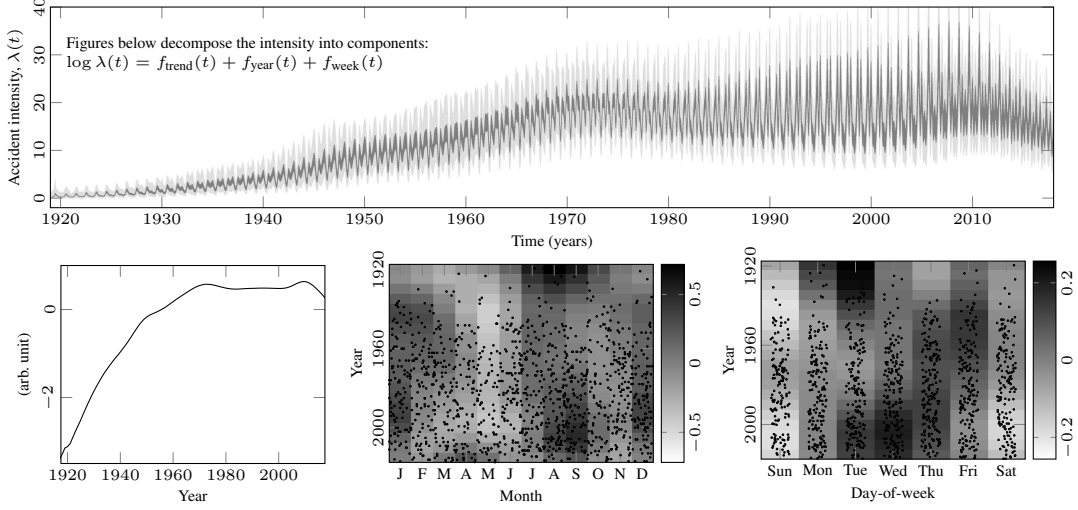 40
30
20
10
0
Accident intensity, λ(t)
Figures below decompose the intensity into components:
log λ(t) = f_trend(t) + f_year(t) + f_week(t)
1920 1930 1940 1950 1960 1970 1980 1990 2000 2010
Time (years)
0
−2
(arb. unit)
1920 1940 1960 1980 2000
Year
1920
1960
2000
Year
J F M A M J J A S O N D
Month
0.5
0
−0.5
1920
1960
2000
Year
Sun Mon Tue Wed Thu Fri Sat
Day-of-week
0.2
0
−0.2